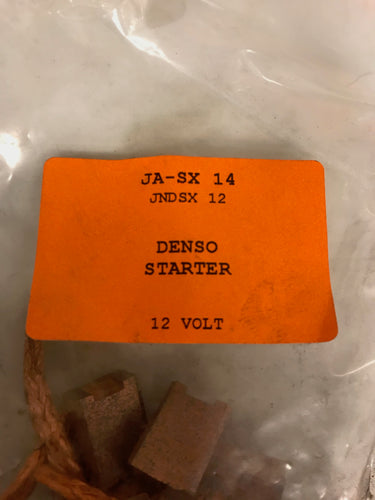 JA-SX 14
JNDSX 12
DENSO
STARTER
12 VOLT